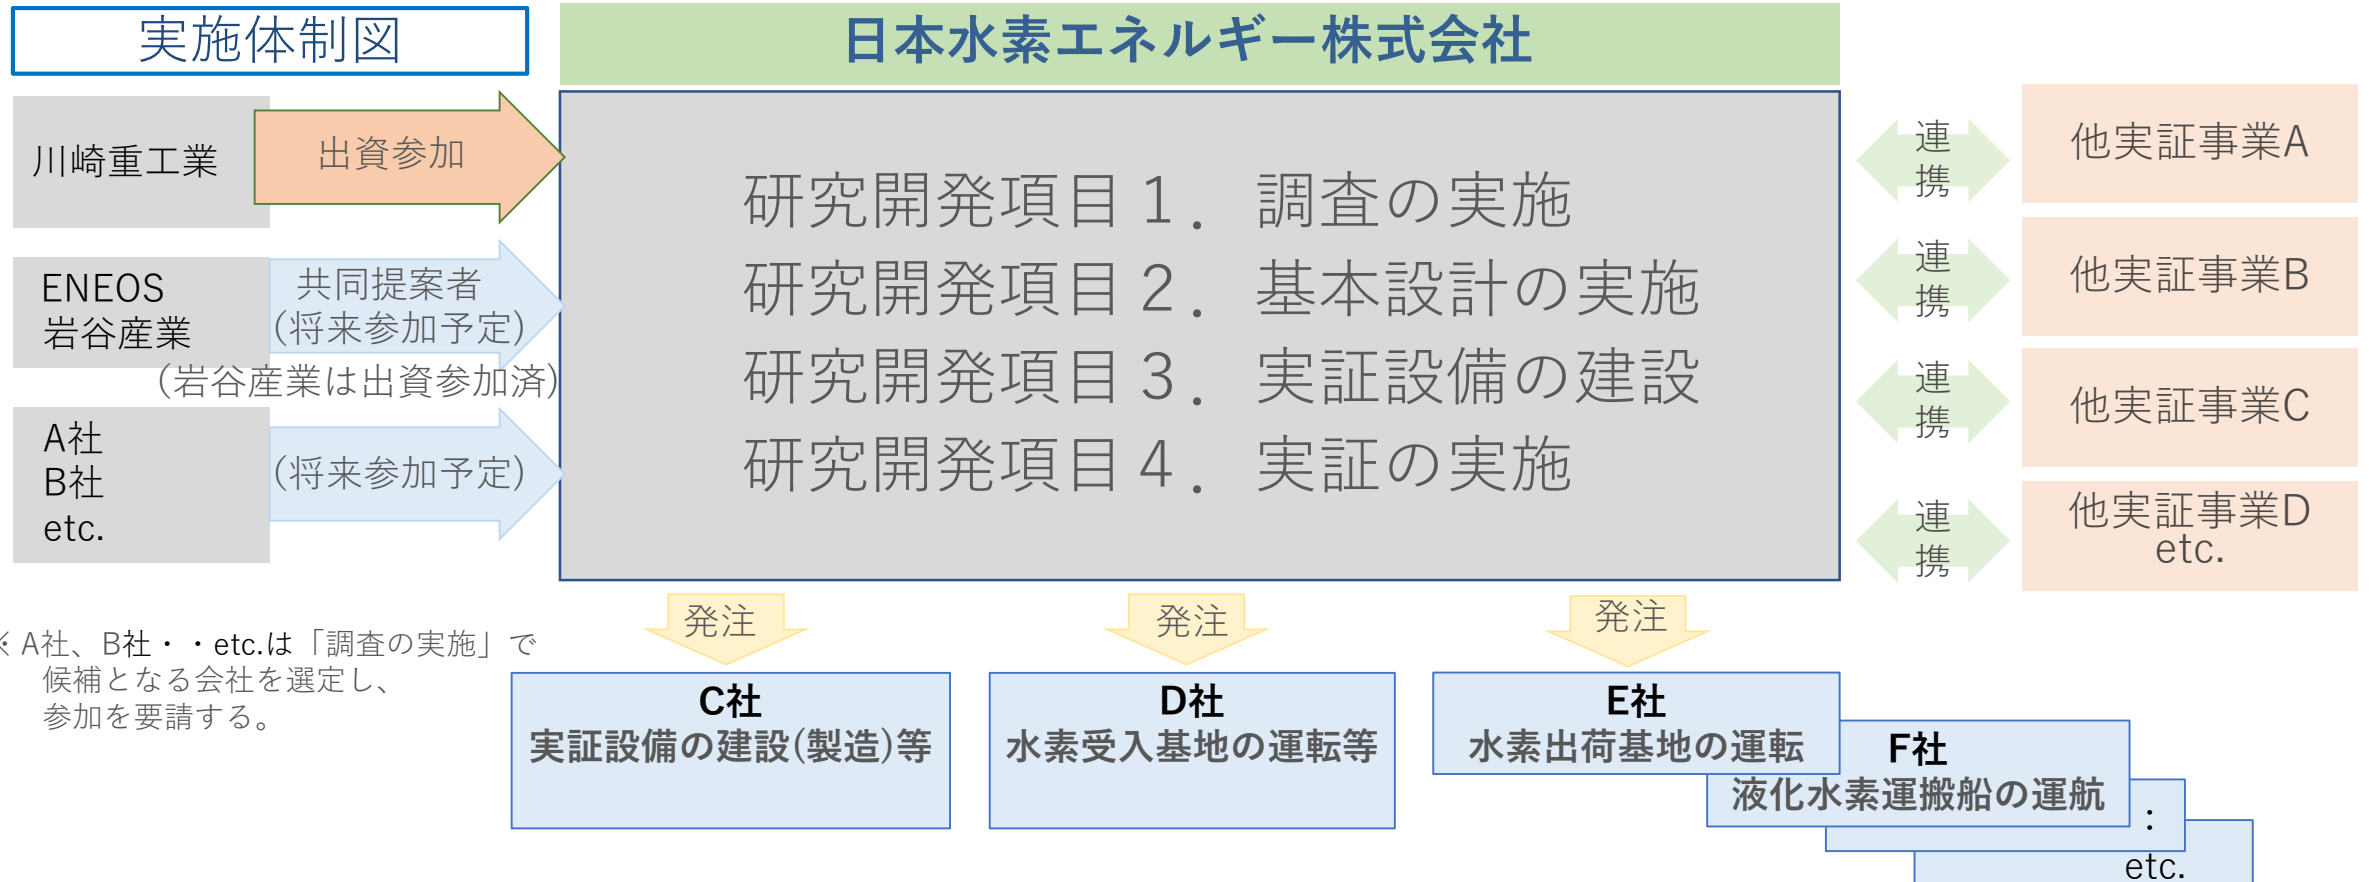 実施体制図
日本水素エネルギー株式会社
川崎重工業
出資参加
ENEOS
岩谷産業
共同提案者
(将来参加予定)
(岩谷産業は出資参加済)
A社
B社
etc.
(将来参加予定)
研究開発項目１．調査の実施
研究開発項目２．基本設計の実施
研究開発項目３．実証設備の建設
研究開発項目４．実証の実施
連
携
他実証事業A
連
携
他実証事業B
連
携
他実証事業C
連
携
他実証事業D
etc.
※A社、B社・・etc.は「調査の実施」で
候補となる会社を選定し、
参加を要請する。
発注
発注
発注
C社
実証設備の建設(製造)等
D社
水素受入基地の運転等
E社
水素出荷基地の運転
F社
液化水素運搬船の運航
：
etc.